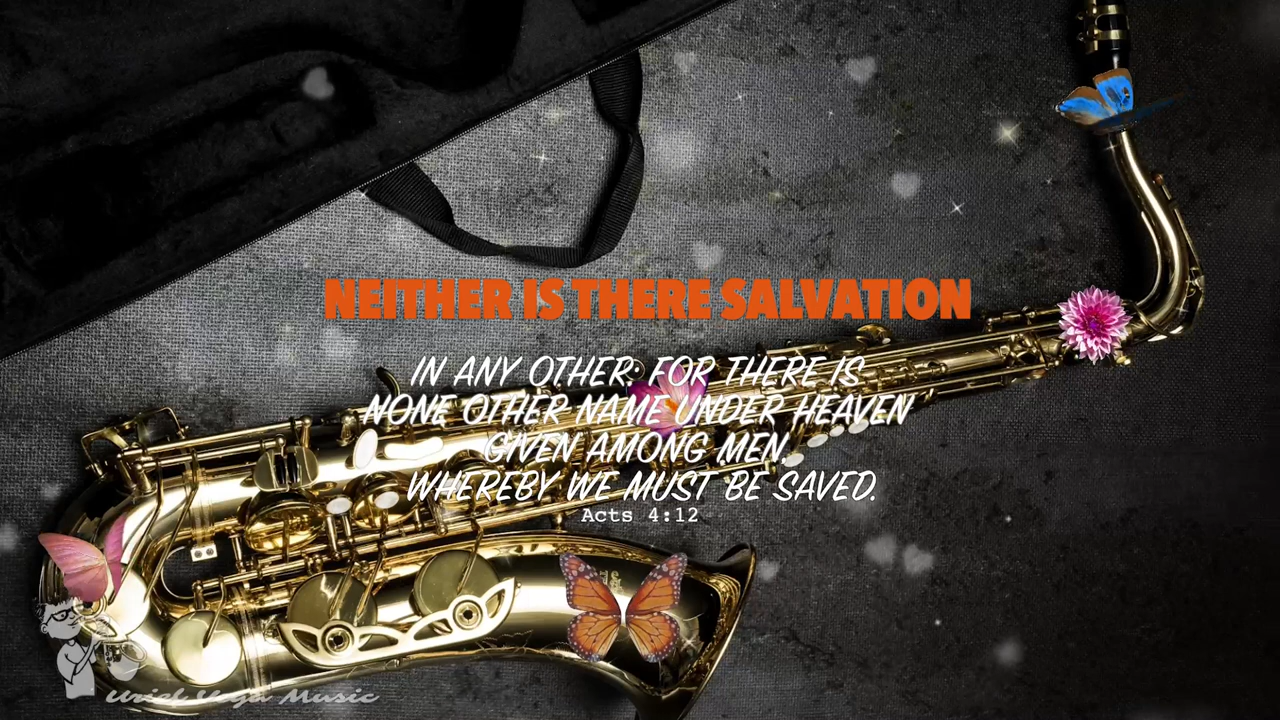 NEITHER IS THERE SALVATION
IN ANY OTHER: FOR THERE IS
NONE OTHER NAME UNDER HEAVEN
GIVEN AMONG MEN,
WHEREBY WE MUST BE SAVED.
Acts 4:12
Uriel Vega Music